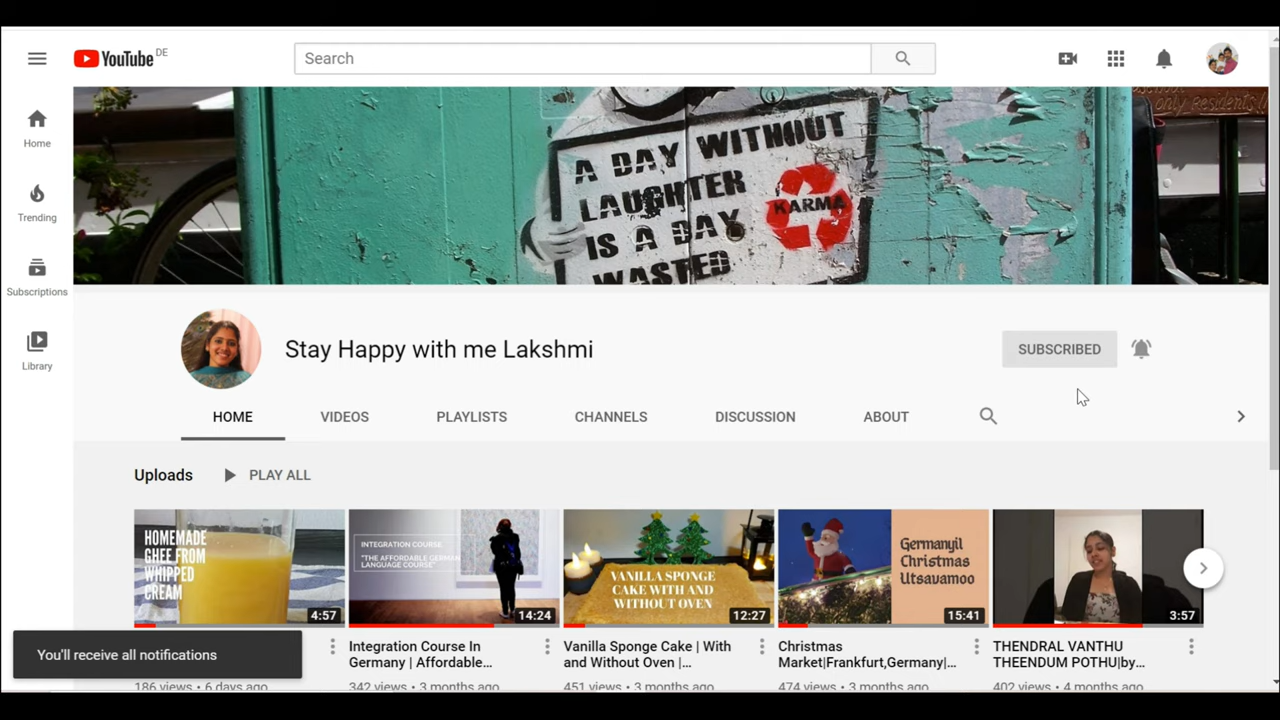 YouTube DE
Search
Home
Trending
Subscriptions
Library
A DAY WITHOUT
LAUGHTER
IS A DAY
WASTED
KARMA
only Residents
Stay Happy with me Lakshmi
SUBSCRIBED
HOME
VIDEOS
PLAYLISTS
CHANNELS
DISCUSSION
ABOUT
Uploads
PLAY ALL
HOMEMADE
GHEE FROM
WHIPPED
CREAM
4:57
INTEGRATION COURSE
"THE AFFORDABLE GERMAN
LANGUAGE COURSE"
14:24
VANILLA SPONGE
CAKE WITH AND
WITHOUT OVEN
12:27
Germanyil
Christmas
Utsavamoo
15:41
3:57
Integration Course In
Germany | Affordable...
Vanilla Sponge Cake | With
and Without Oven |...
Christmas
Market|Frankfurt,Germany|...
THENDRAL VANTHU
THEENDUM POTHU|by...
You'll receive all notifications
186 views • 6 days ago
342 views • 3 months ago
451 views • 3 months ago
474 views • 3 months ago
402 views • 4 months ago